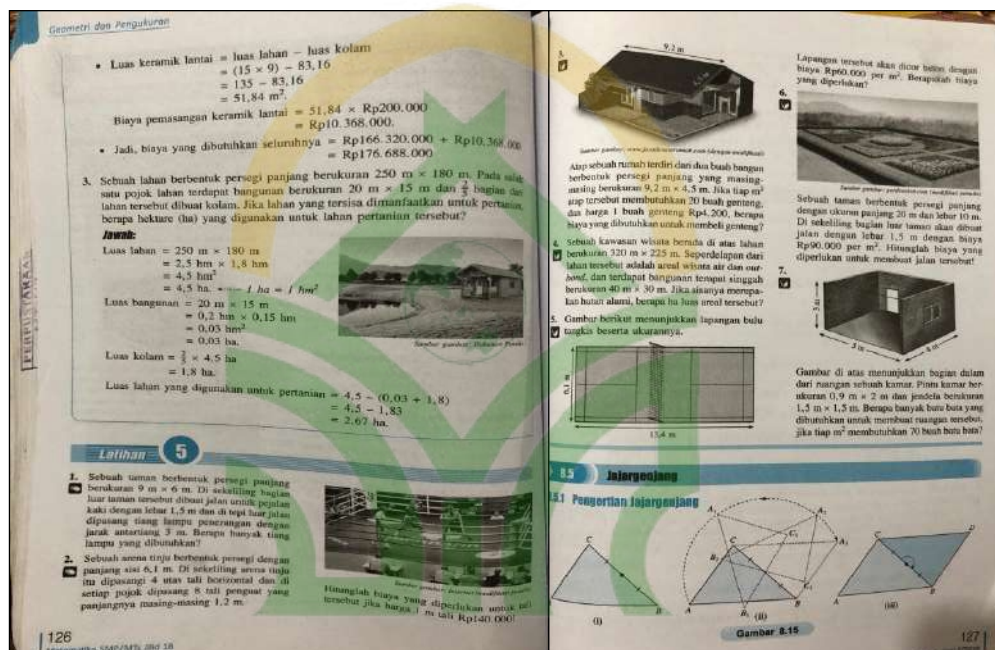 Geometri dan Pengukuran
• Luas keramik lantai = luas lahan − luas kolam
= (15 × 9) − 83,16
= 135 − 83,16
= 51,84 m².
Biaya pemasangan keramik lantai = 51,84 × Rp200.000
= Rp10.368.000.
• Jadi, biaya yang dibutuhkan seluruhnya = Rp166.320.000 + Rp10.368.000
= Rp176.688.000
3. Sebuah lahan berbentuk persegi panjang berukuran 250 m × 180 m. Pada salah
satu pojok lahan terdapat bangunan berukuran 20 m × 15 m dan 2/5 bagian dari
lahan tersebut dibuat kolam. Jika lahan yang tersisa dimanfaatkan untuk pertanian,
berapa hektare (ha) yang digunakan untuk lahan pertanian tersebut?
Jawab:
Luas lahan = 250 m × 180 m
= 2,5 hm × 1,8 hm
= 4,5 hm²
= 4,5 ha. 1 ha = 1 hm²
Luas bangunan = 20 m × 15 m
= 0,2 hm × 0,15 hm
= 0,03 hm²
= 0,03 ha.
Luas kolam = 2/5 × 4,5 ha
= 1,8 ha.
Luas lahan yang digunakan untuk pertanian = 4,5 − (0,03 + 1,8)
= 4,5 − 1,83
= 2,67 ha.
Sumber gambar:
PERPUSTAKAAN
Latihan 5
1. Sebuah taman berbentuk persegi panjang
berukuran 9 m × 6 m. Di sekeliling bagian
luar taman tersebut dibuat jalan untuk pejalan
kaki dengan lebar 1,5 m dan di tepi luar jalan
dipasang tiang lampu penerangan dengan
jarak antartiang 3 m. Berapa banyak tiang
lampu yang dibutuhkan?
2. Sebuah arena tinju berbentuk persegi dengan
panjang sisi 6,1 m. Di sekeliling arena tinju
itu dipasangi 4 utas tali horizontal dan di
setiap pojok dipasang 8 tali penguat yang
panjangnya masing-masing 1,2 m.
Hitunglah biaya yang diperlukan untuk tali
tersebut jika harga 1 m tali Rp140.000!
126
Matematika SMP/MTs Jilid 1B
3.
9,2 m
4,5 m
Atap sebuah rumah terdiri dari dua buah bangun
berbentuk persegi panjang yang masing-
masing berukuran 9,2 m × 4,5 m. Jika tiap m²
atap tersebut membutuhkan 20 buah genteng,
dan harga 1 buah genteng Rp4.200, berapa
biaya yang dibutuhkan untuk membeli genteng?
4. Sebuah kawasan wisata berada di atas lahan
berukuran 320 m × 225 m. Seperdelapan dari
lahan tersebut adalah areal wisata air dan out-
bond, dan terdapat bangunan tempat singgah
berukuran 40 m × 30 m. Jika sisanya merupa-
kan hutan alami, berapa ha luas areal tersebut?
5. Gambar berikut menunjukkan lapangan bulu
tangkis beserta ukurannya.
6,1 m
13,4 m
Lapangan tersebut akan dicor beton dengan
biaya Rp60.000 per m². Berapakah biaya
yang diperlukan?
6.
Sebuah taman berbentuk persegi panjang
dengan ukuran panjang 20 m dan lebar 10 m.
Di sekeliling bagian luar taman akan dibuat
jalan dengan lebar 1,5 m dengan biaya
Rp90.000 per m². Hitunglah biaya yang
diperlukan untuk membuat jalan tersebut!
7.
3 m
5 m
4 m
Gambar di atas menunjukkan bagian dalam
dari ruangan sebuah kamar. Pintu kamar ber-
ukuran 0,9 m × 2 m dan jendela berukuran
1,5 m × 1,5 m. Berapa banyak batu bata yang
dibutuhkan untuk membuat ruangan tersebut,
jika tiap m² membutuhkan 70 buah batu bata?
8.5 Jajargenjang
8.5.1 Pengertian Jajargenjang
C
A
B
(i)
(ii)
(iii)
Gambar 8.15
127